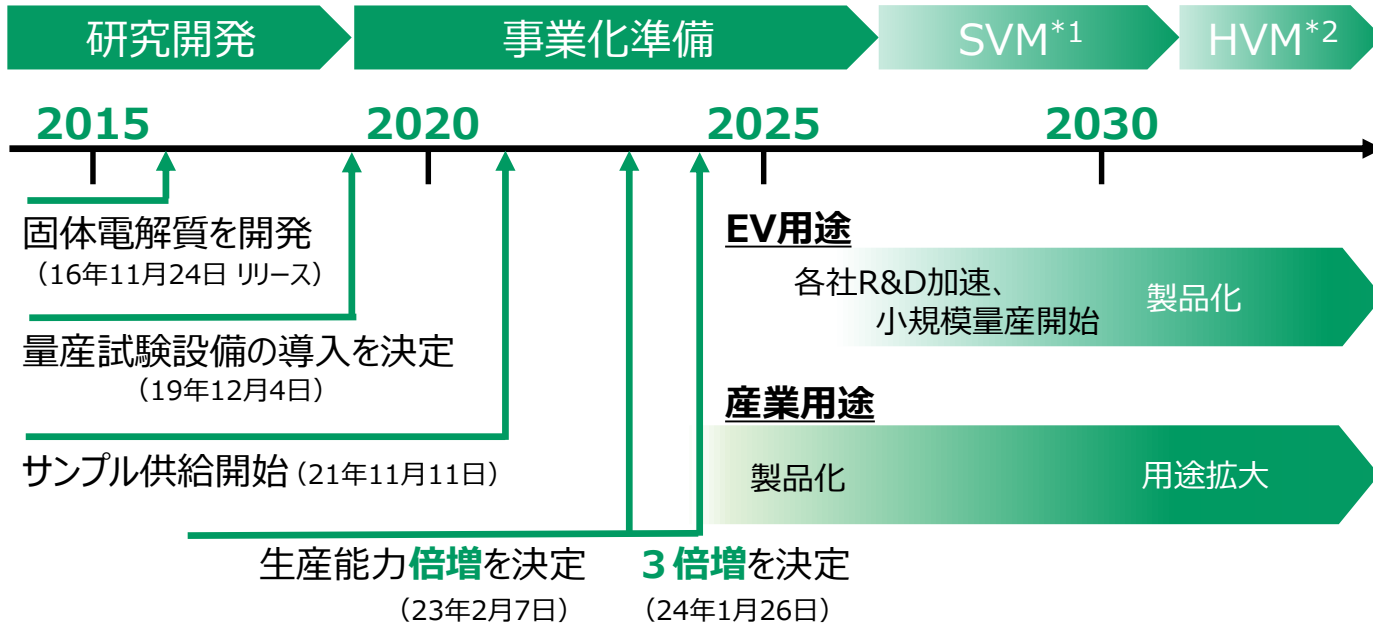 研究開発
事業化準備
SVM*1
HVM*2
2015
2020
2025
2030
固体電解質を開発
（16年11月24日 リリース）
量産試験設備の導入を決定
（19年12月4日）
サンプル供給開始（21年11月11日）
生産能力倍増を決定
（23年2月7日）
３倍増を決定
（24年1月26日）
EV用途
各社R&D加速、
小規模量産開始
製品化
産業用途
製品化
用途拡大